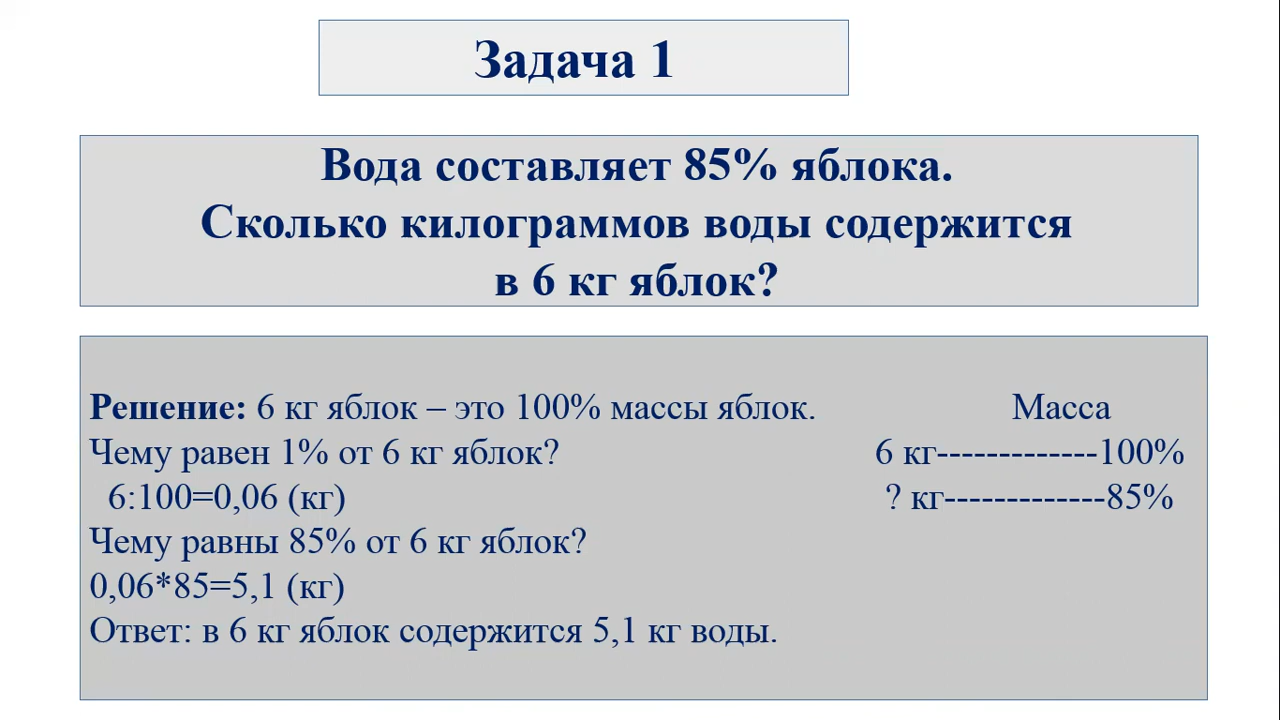 Задача 1
Вода составляет 85% яблока.
Сколько килограммов воды содержится
в 6 кг яблок?
Решение: 6 кг яблок – это 100% массы яблок. Масса
Чему равен 1% от 6 кг яблок? 6 кг-------------100%
6:100=0,06 (кг) ? кг-------------85%
Чему равны 85% от 6 кг яблок?
0,06*85=5,1 (кг)
Ответ: в 6 кг яблок содержится 5,1 кг воды.